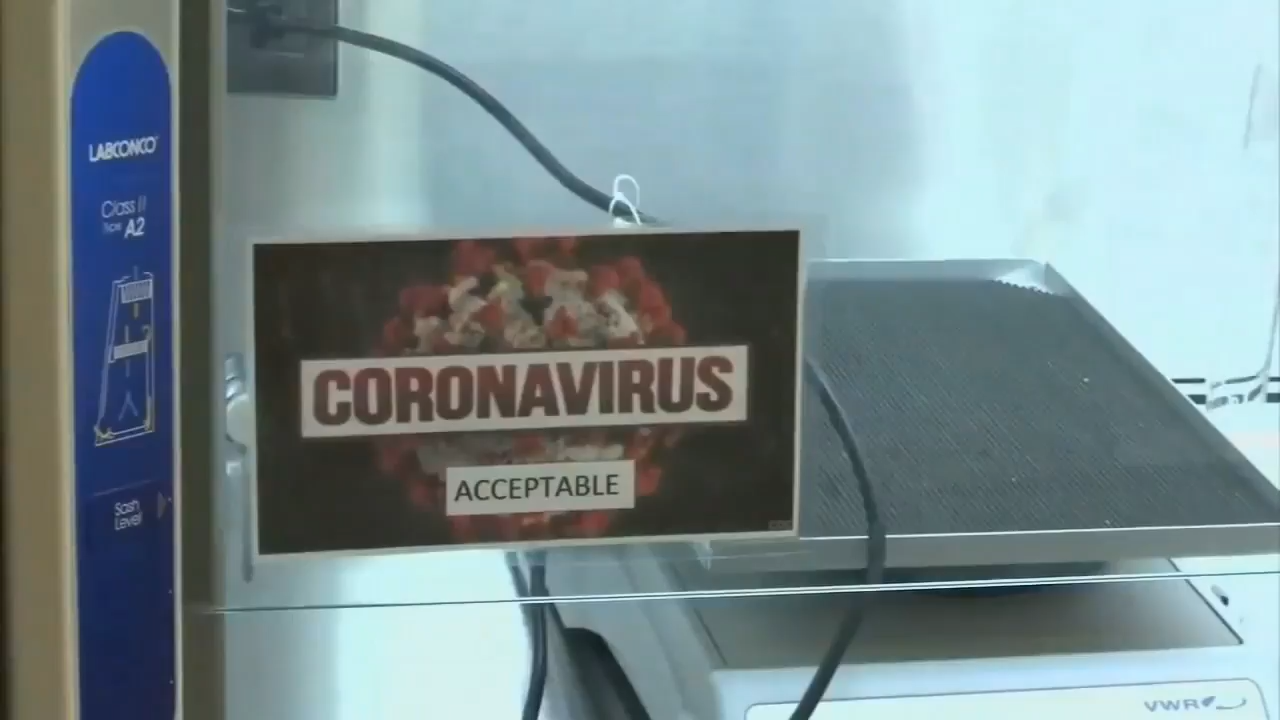 LABCONCO
Class II
Type A2
Sash
Level
CORONAVIRUS
ACCEPTABLE
VWR